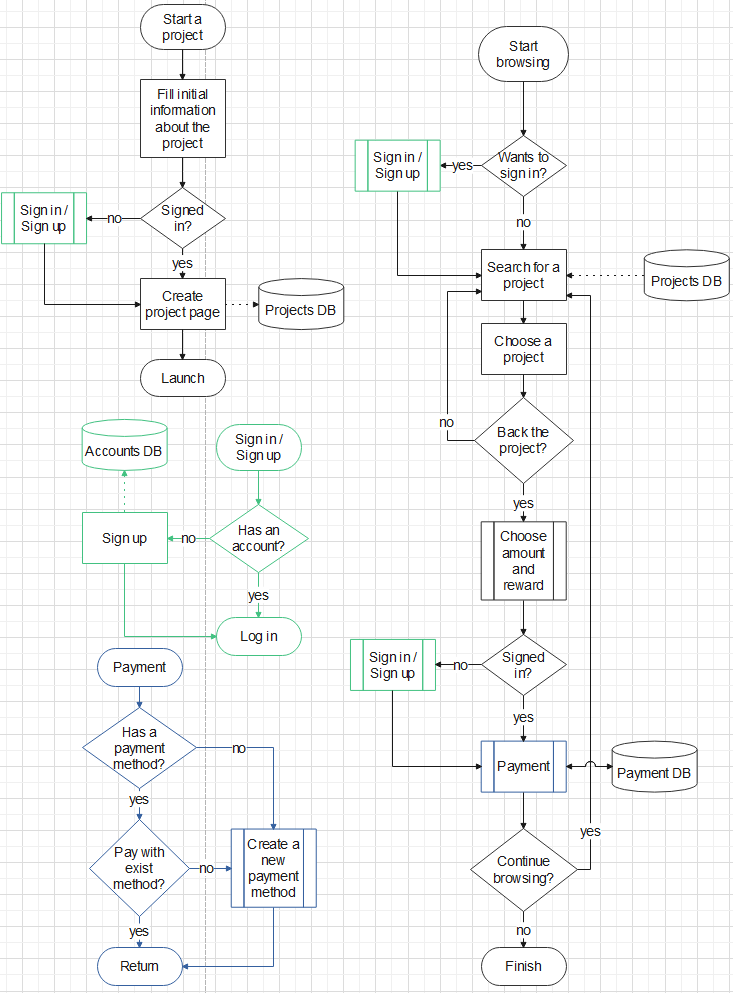 Start a
project
Fill initial
information
about the
project
Signed
in?
no
Sign in /
Sign up
yes
Create
project page
Projects DB
Launch
Accounts DB
Sign in /
Sign up
Sign up
no
Has an
account?
yes
Log in
Payment
Has a
payment
method?
no
yes
Pay with
exist
method?
no
Create a
new
payment
method
yes
Return
Start
browsing
Wants to
sign in?
yes
Sign in /
Sign up
no
Search for a
project
Projects DB
Choose a
project
no
Back the
project?
yes
Choose
amount
and
reward
Signed
in?
no
Sign in /
Sign up
yes
Payment
Payment DB
yes
Continue
browsing?
no
Finish